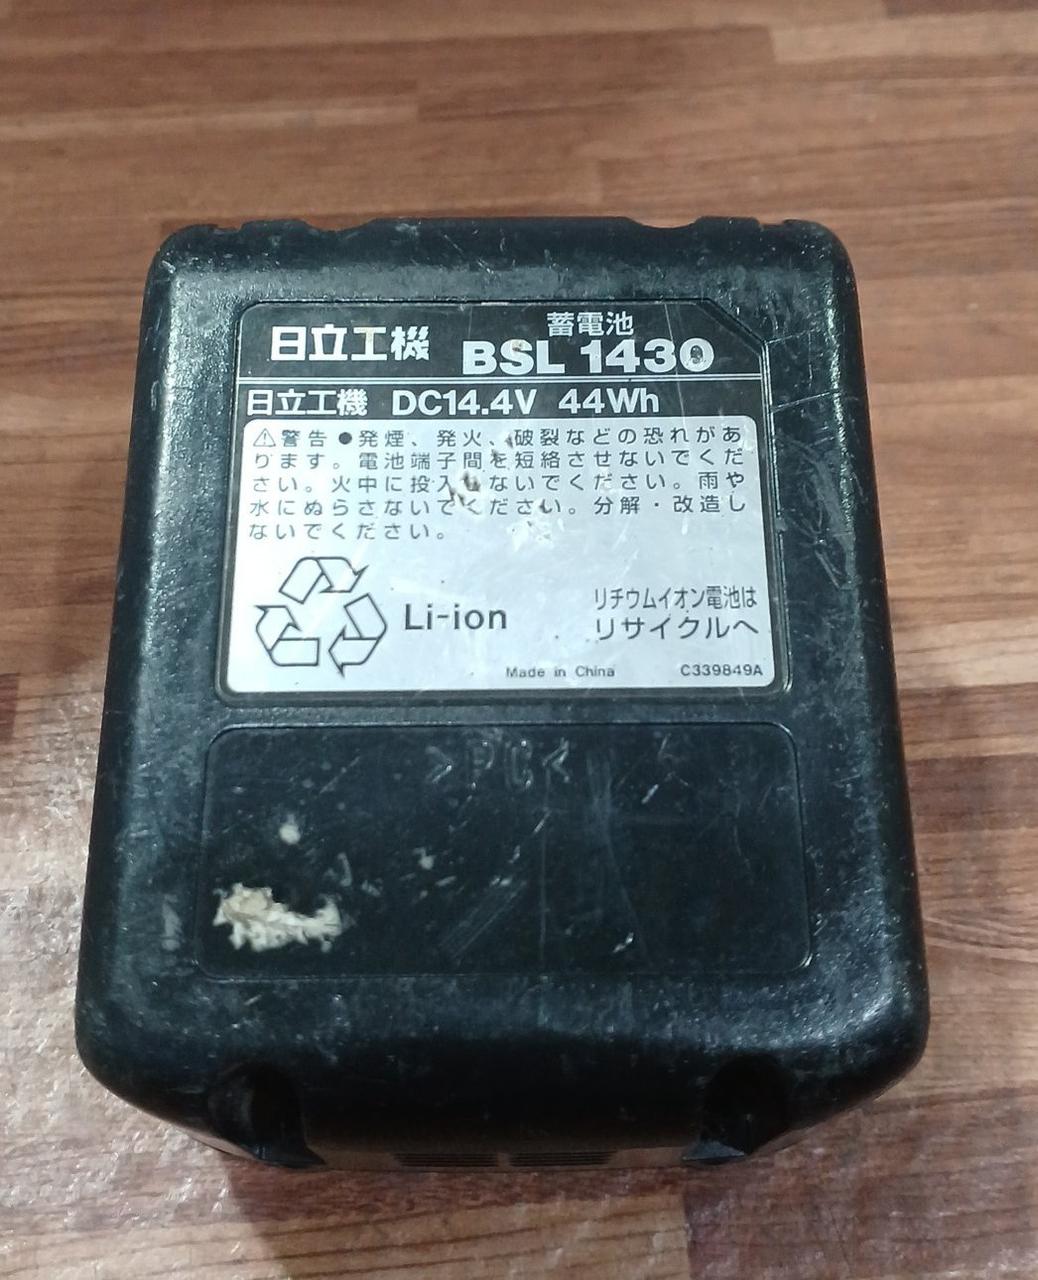 日立工機
蓄電池
BSL 1430
日立工機 DC14.4V 44Wh
⚠警告●発煙、発火、破裂などの恐れがあ
ります。電池端子間を短絡させないでくだ
さい。火中に投入しないでください。雨や
水にぬらさないでください。分解・改造し
ないでください。
Li-ion
リチウムイオン電池は
リサイクルへ
Made in China
C339849A
>PC<